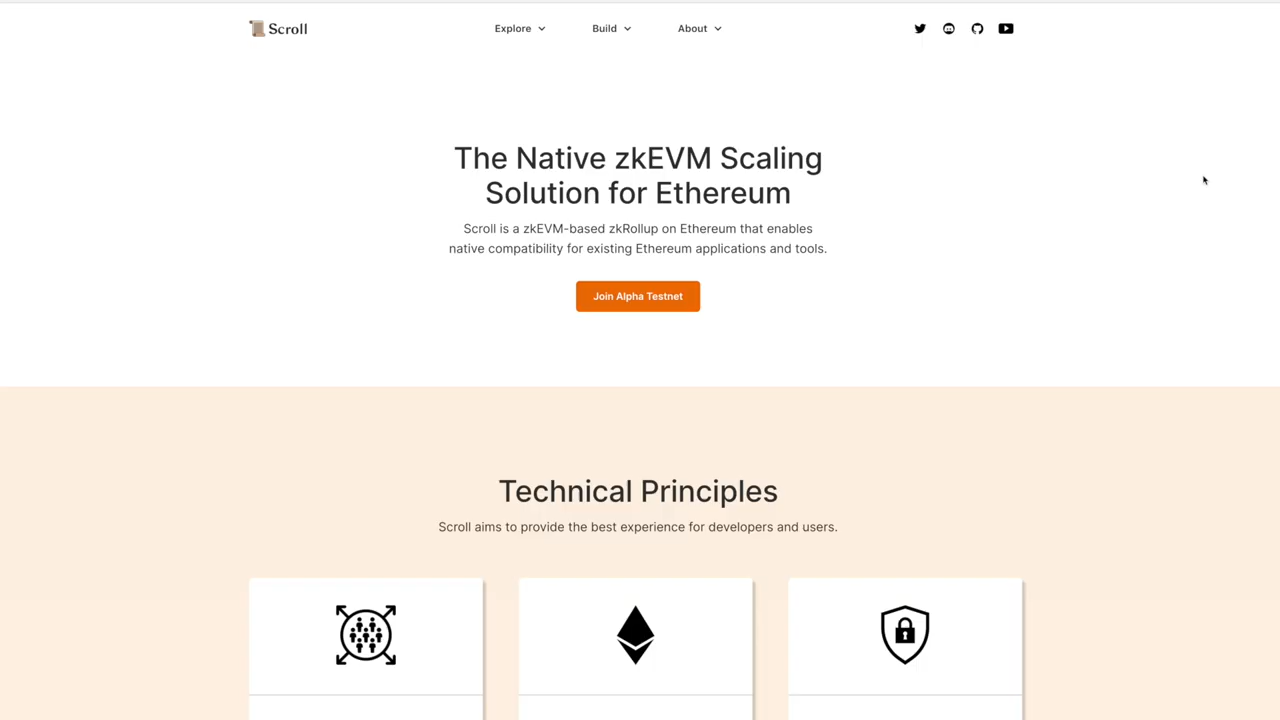 Scroll
Explore
Build
About
The Native zkEVM Scaling
Solution for Ethereum
Scroll is a zkEVM-based zkRollup on Ethereum that enables
native compatibility for existing Ethereum applications and tools.
Join Alpha Testnet
Technical Principles
Scroll aims to provide the best experience for developers and users.